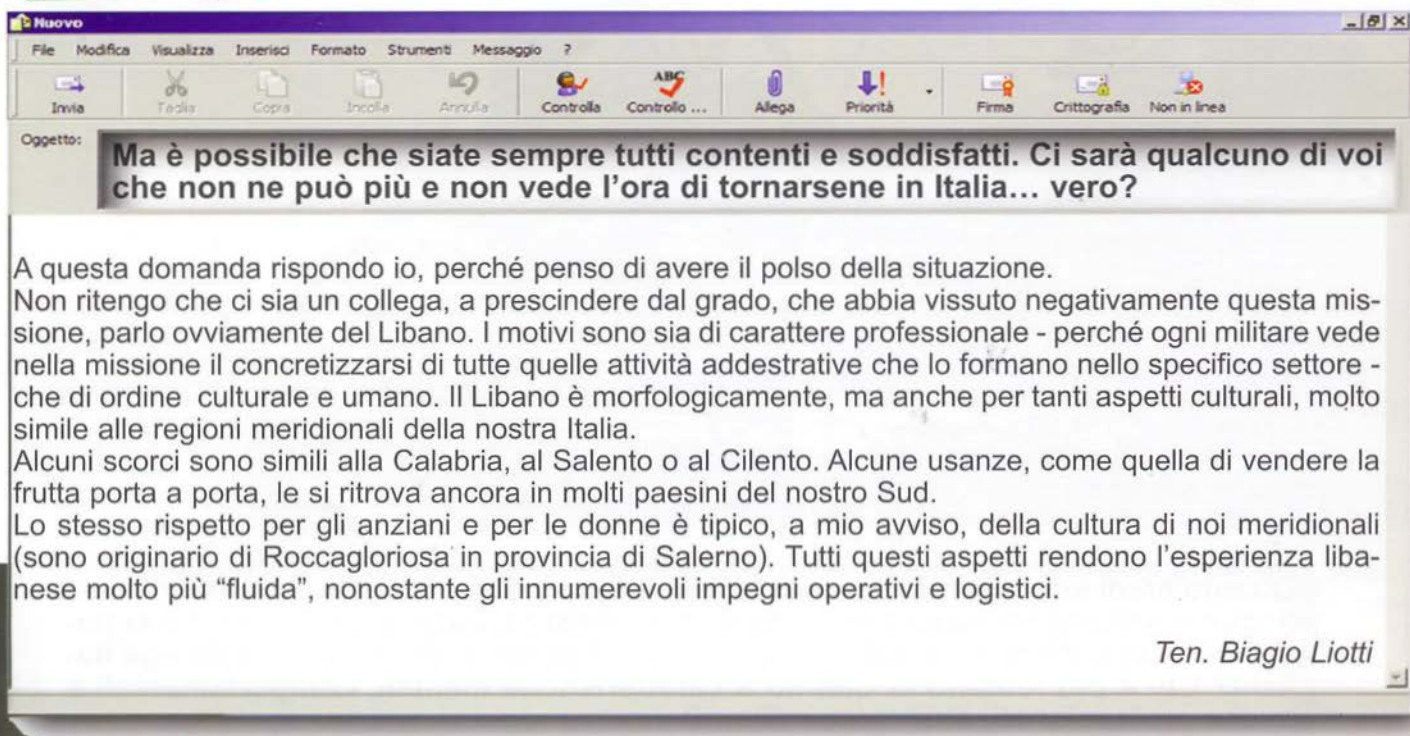 Nuovo
File Modifica Visualizza Inserisci Formato Strumenti Messaggio ?
Invia Taglia Copia Incolla Annulla Controlla Controllo ... Allega Priorità Firma Crittografia Non in linea
Oggetto:
Ma è possibile che siate sempre tutti contenti e soddisfatti. Ci sarà qualcuno di voi
che non ne può più e non vede l'ora di tornarsene in Italia… vero?
A questa domanda rispondo io, perché penso di avere il polso della situazione.
Non ritengo che ci sia un collega, a prescindere dal grado, che abbia vissuto negativamente questa mis-
sione, parlo ovviamente del Libano. I motivi sono sia di carattere professionale - perché ogni militare vede
nella missione il concretizzarsi di tutte quelle attività addestrative che lo formano nello specifico settore -
che di ordine culturale e umano. Il Libano è morfologicamente, ma anche per tanti aspetti culturali, molto
simile alle regioni meridionali della nostra Italia.
Alcuni scorci sono simili alla Calabria, al Salento o al Cilento. Alcune usanze, come quella di vendere la
frutta porta a porta, le si ritrova ancora in molti paesini del nostro Sud.
Lo stesso rispetto per gli anziani e per le donne è tipico, a mio avviso, della cultura di noi meridionali
(sono originario di Roccagloriosa in provincia di Salerno). Tutti questi aspetti rendono l'esperienza liba-
nese molto più “fluida”, nonostante gli innumerevoli impegni operativi e logistici.
Ten. Biagio Liotti